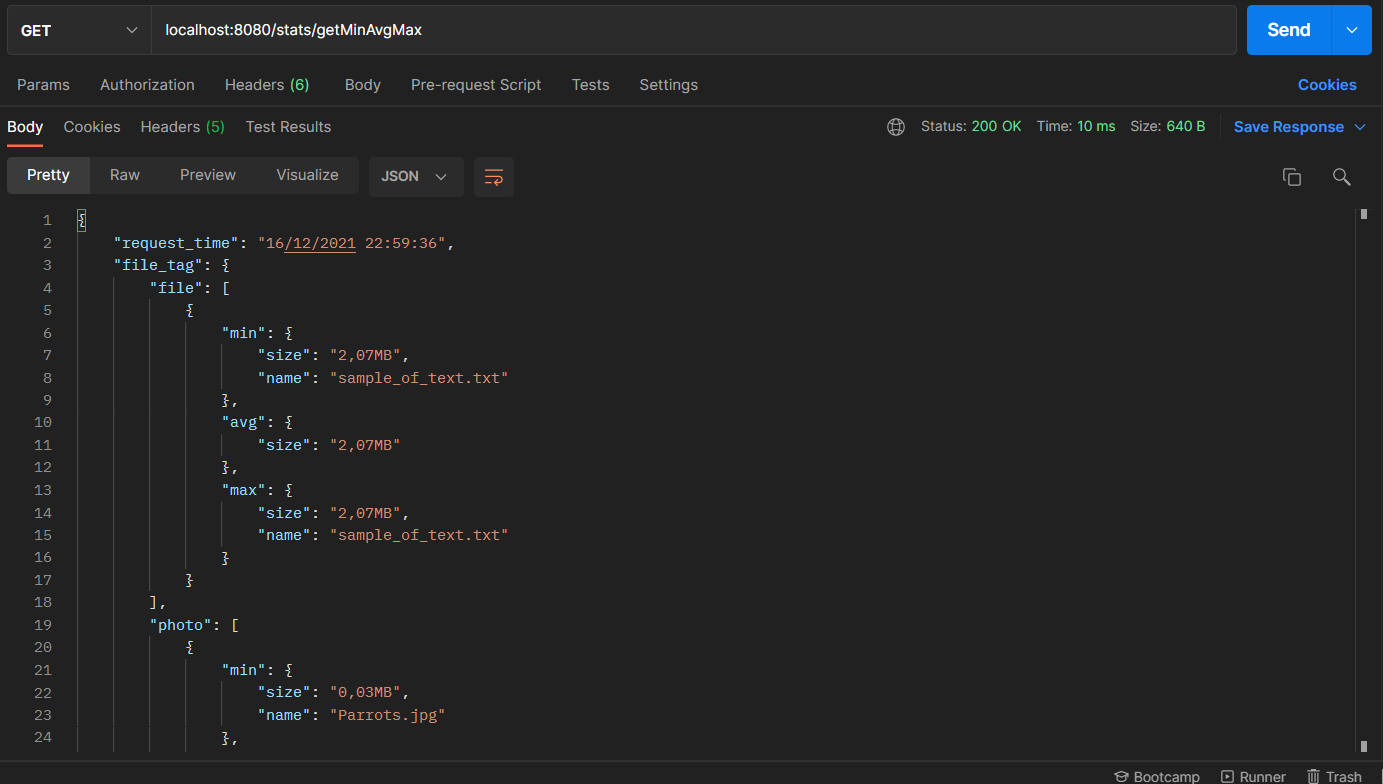 GET localhost:8080/stats/getMinAvgMax Send
Params Authorization Headers (6) Body Pre-request Script Tests Settings Cookies
Body Cookies Headers (5) Test Results Status: 200 OK Time: 10 ms Size: 640 B Save Response
Pretty Raw Preview Visualize JSON
1 {
2 "request_time": "16/12/2021 22:59:36",
3 "file_tag": {
4 "file": [
5 {
6 "min": {
7 "size": "2,07MB",
8 "name": "sample_of_text.txt"
9 },
10 "avg": {
11 "size": "2,07MB"
12 },
13 "max": {
14 "size": "2,07MB",
15 "name": "sample_of_text.txt"
16 }
17 }
18 ],
19 "photo": [
20 {
21 "min": {
22 "size": "0,03MB",
23 "name": "Parrots.jpg"
24 },
Bootcamp Runner Trash